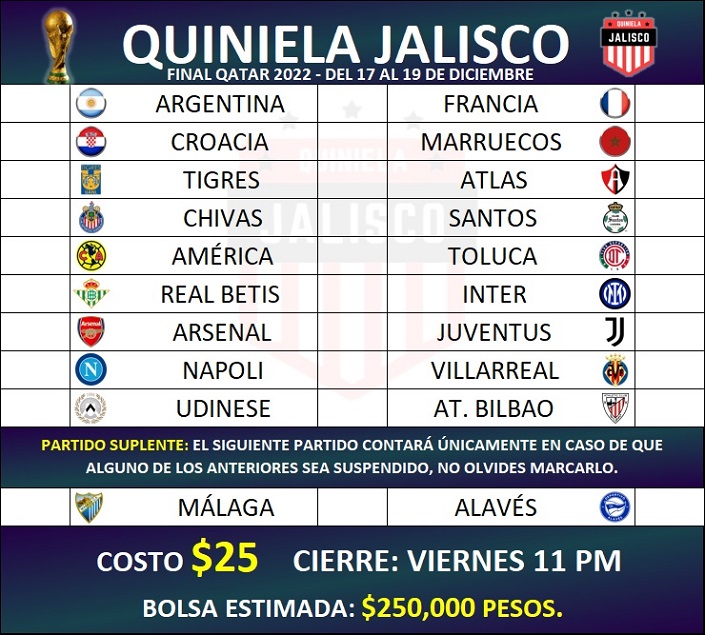 QUINIELA JALISCO
FINAL QATAR 2022 - DEL 17 AL 19 DE DICIEMBRE
QUINIELA
JALISCO
ARGENTINA FRANCIA
CROACIA MARRUECOS
TIGRES ATLAS
CHIVAS SANTOS
AMÉRICA TOLUCA
REAL BETIS INTER
Arsenal ARSENAL JUVENTUS
N NAPOLI VILLARREAL
UDINESE AT. BILBAO
QUINIELA
JALISCO
PARTIDO SUPLENTE: EL SIGUIENTE PARTIDO CONTARÁ ÚNICAMENTE EN CASO DE QUE
ALGUNO DE LOS ANTERIORES SEA SUSPENDIDO, NO OLVIDES MARCARLO.
MÁLAGA ALAVÉS
COSTO $25 CIERRE: VIERNES 11 PM
BOLSA ESTIMADA: $250,000 PESOS.